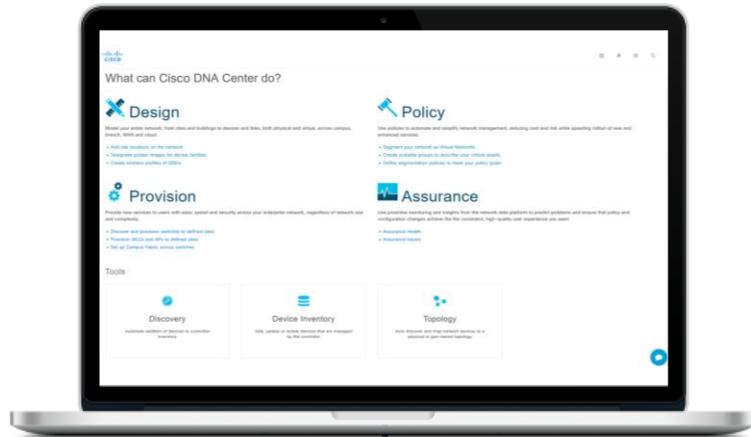 CISCO
What can Cisco DNA Center do?
Design
Model your entire network, from sites and buildings to devices and links, both physical and virtual, across campus,
branch, WAN and cloud.
Add site locations on the network
Designate golden images for device families
Create wireless profiles of SSIDs
Policy
Use policies to automate and simplify network management, reducing cost and risk while speeding rollout of new and
enhanced services.
Segment your network as Virtual Networks
Create scalable groups to describe your critical assets
Define segmentation policies to meet your policy goals
Provision
Provide new services to users with ease, speed and security across your enterprise network, regardless of network size
and complexity.
Discover and provision switches to defined sites
Provision WLCs and APs to defined sites
Set up Campus Fabric across switches
Assurance
Use proactive monitoring and insights from the network data platform to predict problems and ensure that policy and
configuration changes achieve the the consistent, high-quality user experience you want.
Assurance Health
Assurance Issues
Tools
Discovery
Automate addition of devices to controller
inventory
Device Inventory
Add, update or delete devices that are managed
by the controller
Topology
Auto discover and map network devices to a
physical or geo-based topology